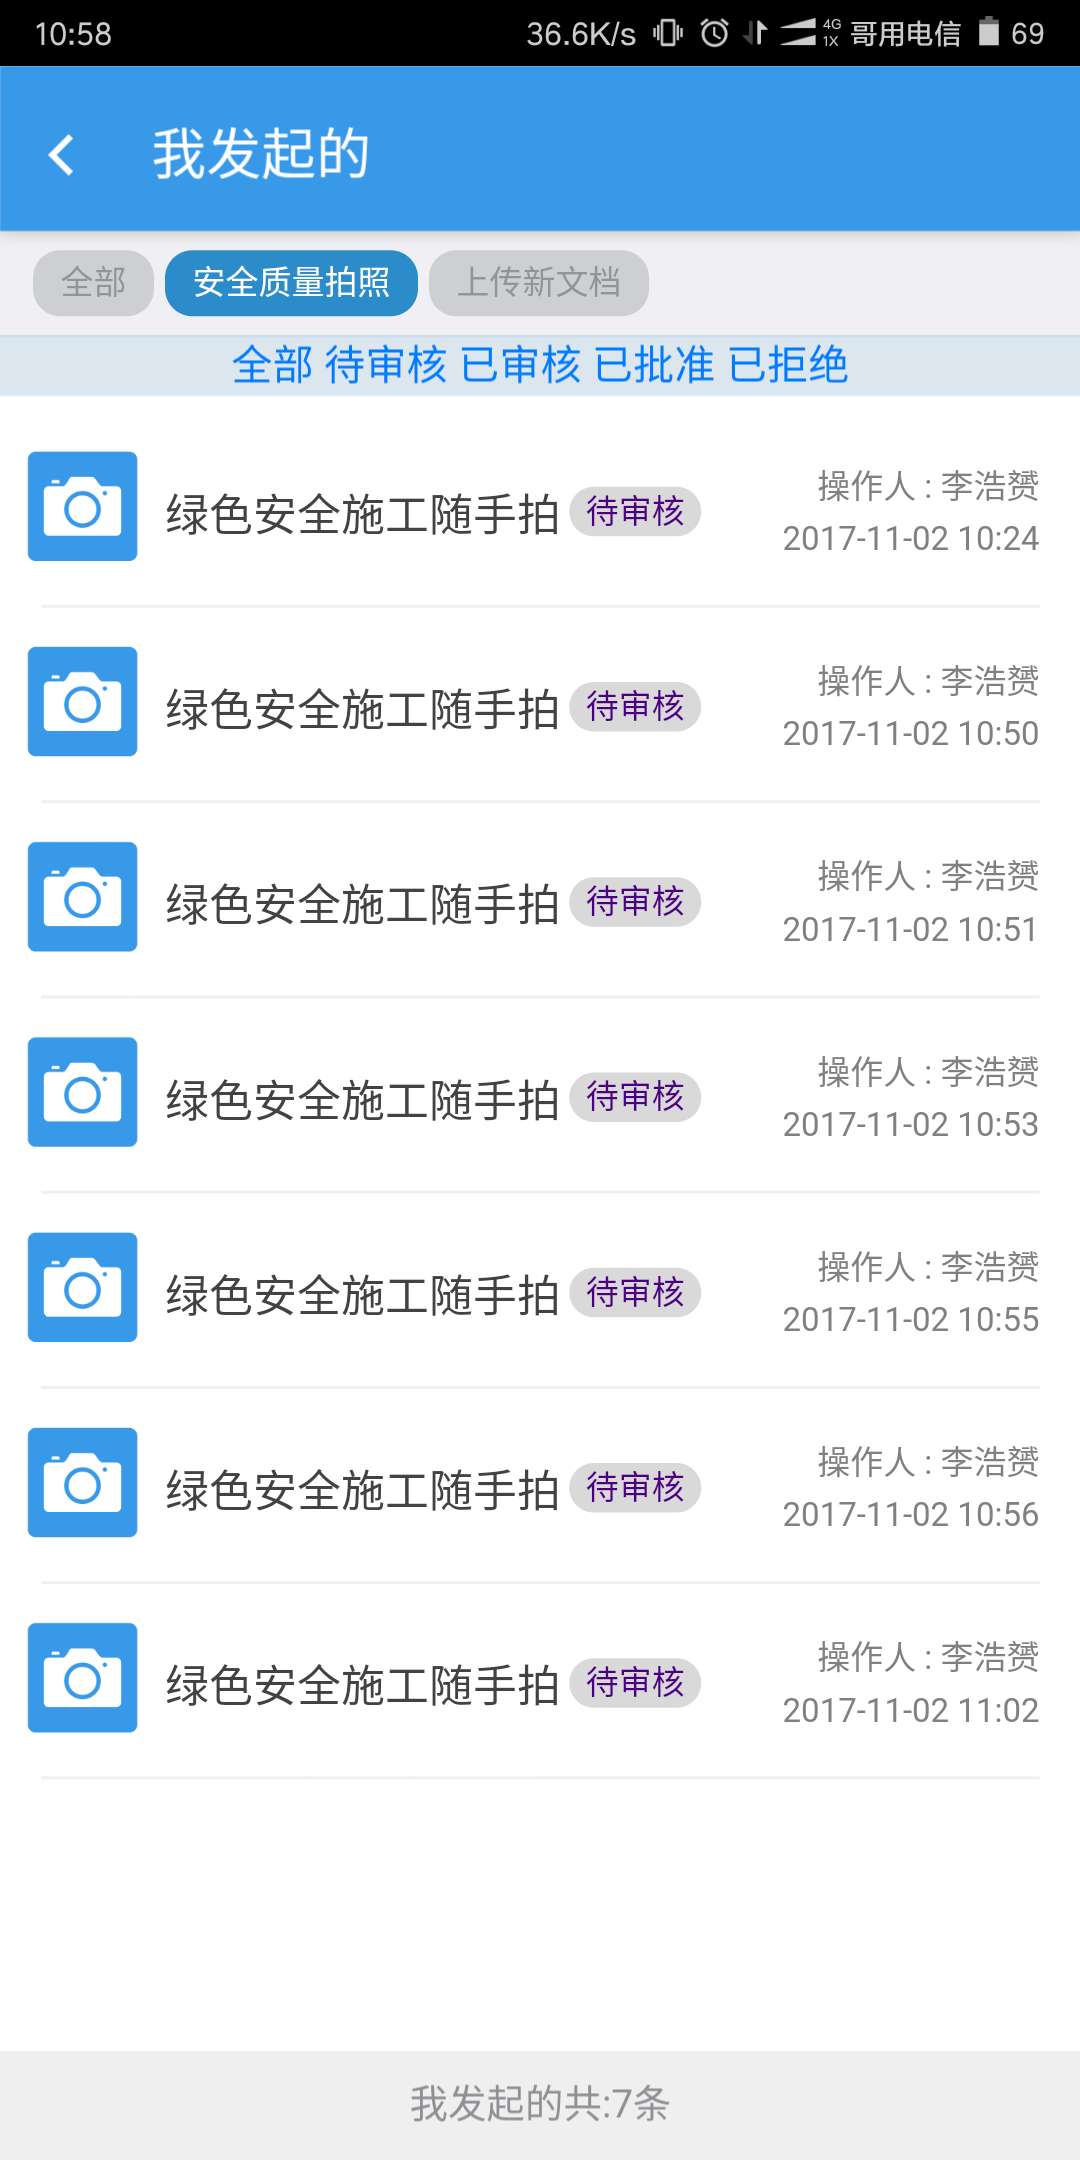 10:58 36.6K/s 4G 1X 哥用电信 69
我发起的
全部 安全质量拍照 上传新文档
全部 待审核 已审核 已批准 已拒绝
绿色安全施工随手拍 待审核 操作人 : 李浩赟
2017-11-02 10:24
绿色安全施工随手拍 待审核 操作人 : 李浩赟
2017-11-02 10:50
绿色安全施工随手拍 待审核 操作人 : 李浩赟
2017-11-02 10:51
绿色安全施工随手拍 待审核 操作人 : 李浩赟
2017-11-02 10:53
绿色安全施工随手拍 待审核 操作人 : 李浩赟
2017-11-02 10:55
绿色安全施工随手拍 待审核 操作人 : 李浩赟
2017-11-02 10:56
绿色安全施工随手拍 待审核 操作人 : 李浩赟
2017-11-02 11:02
我发起的共:7条